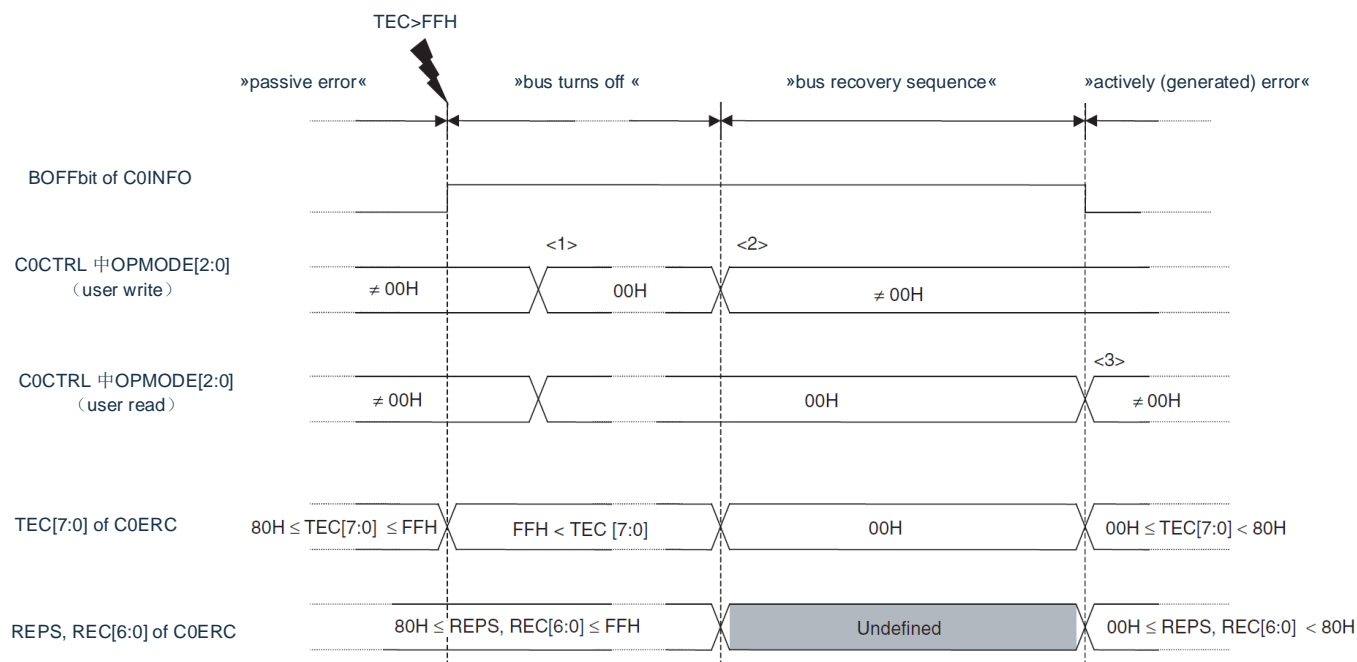 TEC>FFH
»passive error« »bus turns off « »bus recovery sequence« »actively (generated) error«
BOFFbit of C0INFO
<1> <2>
C0CTRL 中OPMODE[2:0]
（user write）
≠ 00H 00H ≠ 00H
<3>
C0CTRL 中OPMODE[2:0]
（user read）
≠ 00H 00H ≠ 00H
TEC[7:0] of C0ERC 80H ≤ TEC[7:0] ≤ FFH FFH < TEC [7:0] 00H 00H ≤ TEC[7:0] < 80H
REPS, REC[6:0] of C0ERC 80H ≤ REPS, REC[6:0] ≤ FFH Undefined 00H ≤ REPS, REC[6:0] < 80H